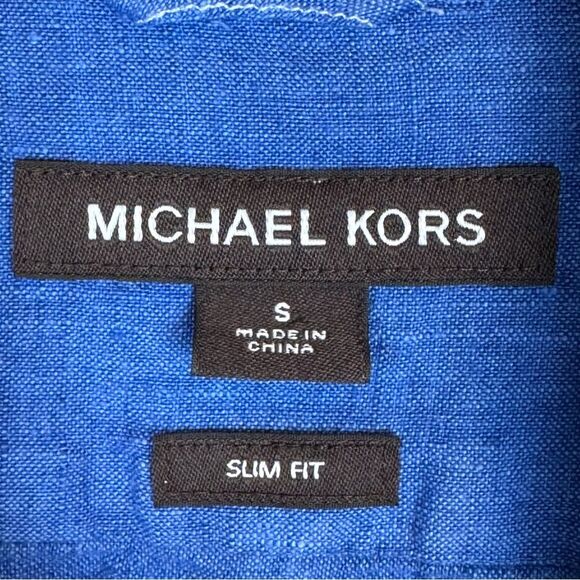 MICHAEL KORS
S
MADE IN
CHINA
SLIM FIT